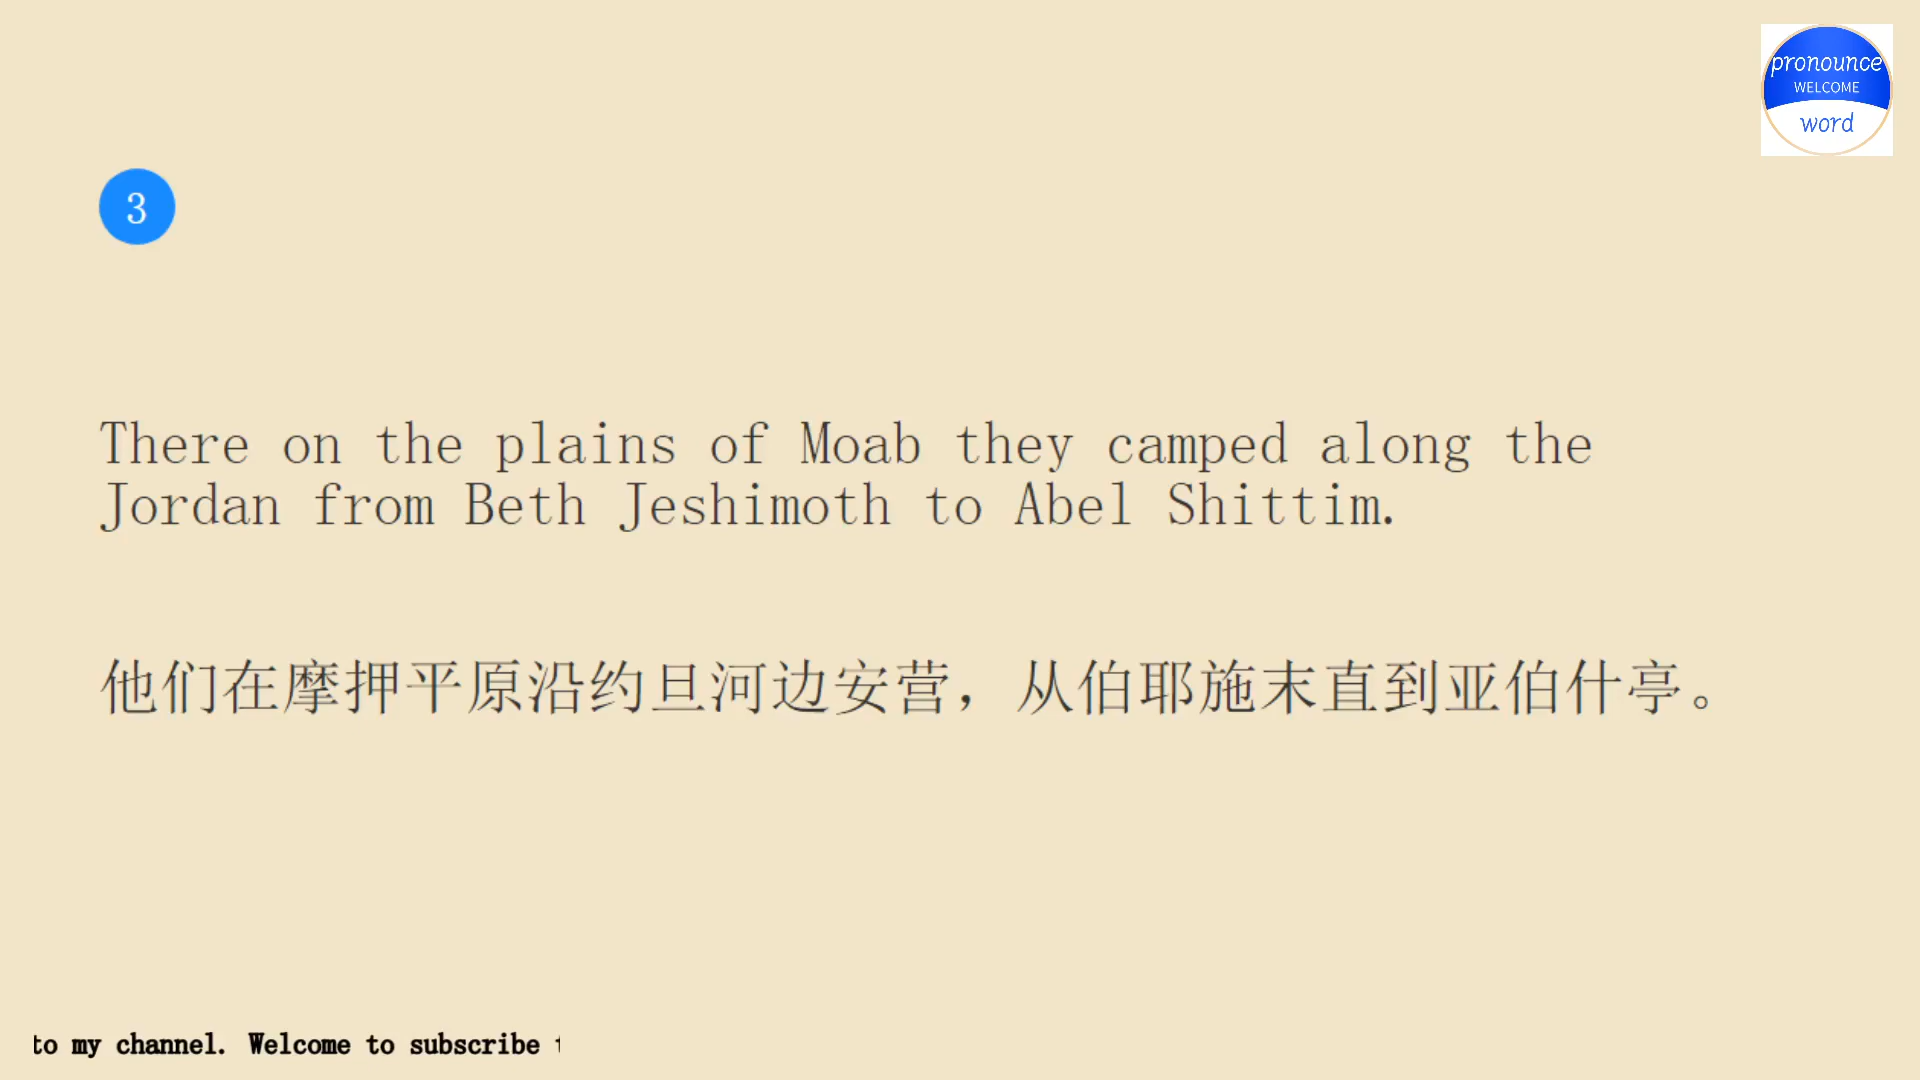 pronounce
WELCOME
word
3
There on the plains of Moab they camped along the
Jordan from Beth Jeshimoth to Abel Shittim.
他们在摩押平原沿约旦河边安营，从伯耶施末直到亚伯什亭。
to my channel. Welcome to subscribe